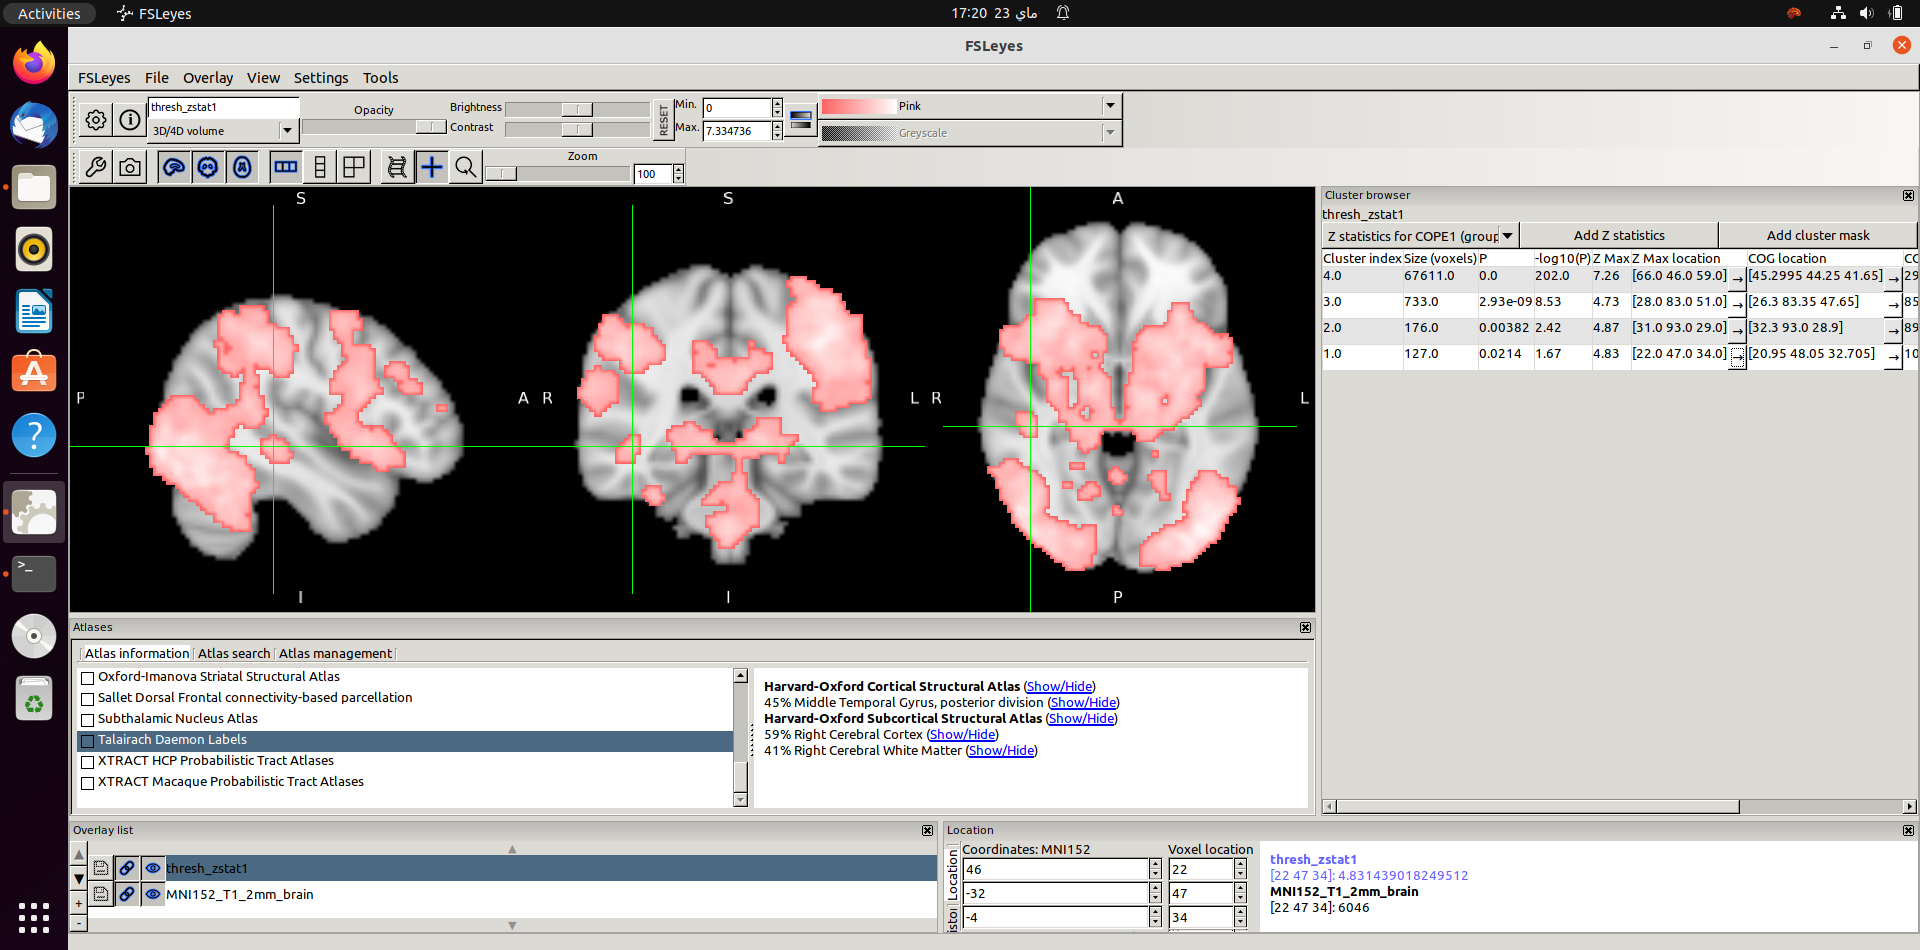 Activities
FSLeyes
17:20 23 ماي
FSLeyes
FSLeyes File Overlay View Settings Tools
thresh_zstat1
3D/4D volume
Opacity
Brightness
Contrast
RESET
Min. 0
Max. 7.334736
Pink
Greyscale
Zoom
100
S
P
A
I
S
R
L
I
A
R
L
P
Cluster browser
thresh_zstat1
Z statistics for COPE1 (group
Add Z statistics
Add cluster mask
Cluster index Size (voxels) P -log10(P) Z Max Z Max location COG location CO
4.0 67611.0 0.0 202.0 7.26 [66.0 46.0 59.0] → [45.2995 44.25 41.65] → 29
3.0 733.0 2.93e-09 8.53 4.73 [28.0 83.0 51.0] → [26.3 83.35 47.65] → 85
2.0 176.0 0.00382 2.42 4.87 [31.0 93.0 29.0] → [32.3 93.0 28.9] → 89
1.0 127.0 0.0214 1.67 4.83 [22.0 47.0 34.0] → [20.95 48.05 32.705] → 10
Atlases
Atlas information Atlas search Atlas management
Oxford-Imanova Striatal Structural Atlas
Sallet Dorsal Frontal connectivity-based parcellation
Subthalamic Nucleus Atlas
Talairach Daemon Labels
XTRACT HCP Probabilistic Tract Atlases
XTRACT Macaque Probabilistic Tract Atlases
Harvard-Oxford Cortical Structural Atlas (Show/Hide)
45% Middle Temporal Gyrus, posterior division (Show/Hide)
Harvard-Oxford Subcortical Structural Atlas (Show/Hide)
59% Right Cerebral Cortex (Show/Hide)
41% Right Cerebral White Matter (Show/Hide)
Overlay list
thresh_zstat1
MNI152_T1_2mm_brain
+
-
Location
Location
Coordinates: MNI152 Voxel location
46 22
-32 47
-4 34
thresh_zstat1
[22 47 34]: 4.831439018249512
MNI152_T1_2mm_brain
[22 47 34]: 6046